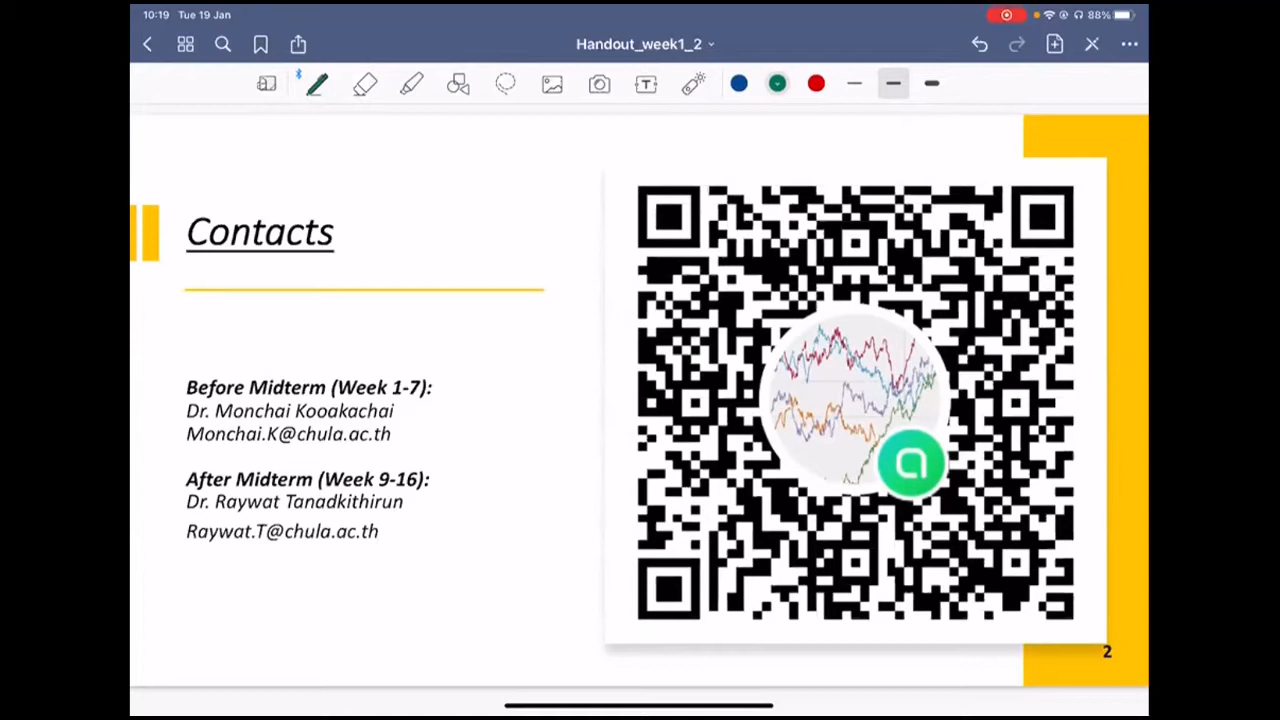 10:19 Tue 19 Jan
88%
Handout_week1_2
T
Contacts
Before Midterm (Week 1-7):
Dr. Monchai Kooakachai
Monchai.K@chula.ac.th
After Midterm (Week 9-16):
Dr. Raywat Tanadkithirun
Raywat.T@chula.ac.th
2